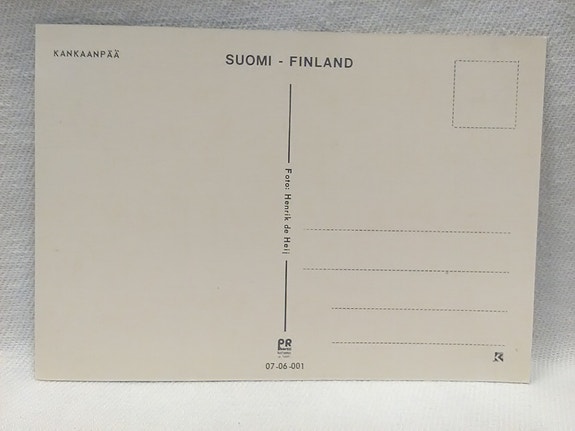 KANKAANPÄÄ
SUOMI - FINLAND
Foto: Henrik de Heij
PR
07-06-001
K